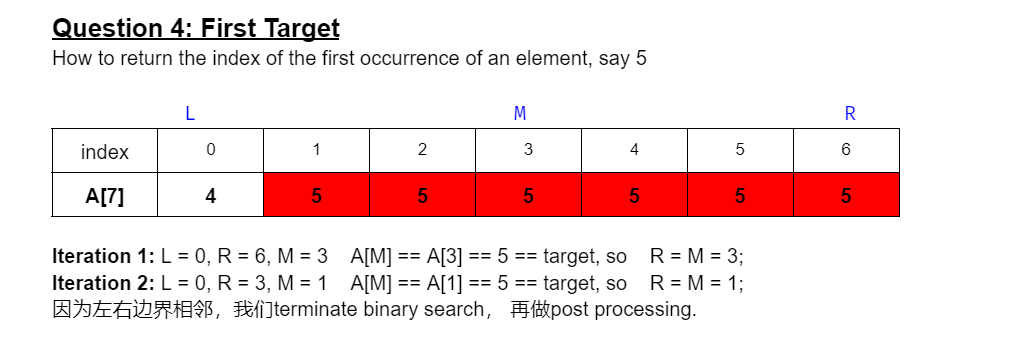 Question 4: First Target
How to return the index of the first occurrence of an element, say 5
L M R
index 0 1 2 3 4 5 6
A[7] 4 5 5 5 5 5 5
Iteration 1: L = 0, R = 6, M = 3 A[M] == A[3] == 5 == target, so R = M = 3;
Iteration 2: L = 0, R = 3, M = 1 A[M] == A[1] == 5 == target, so R = M = 1;
因为左右边界相邻，我们terminate binary search， 再做post processing.